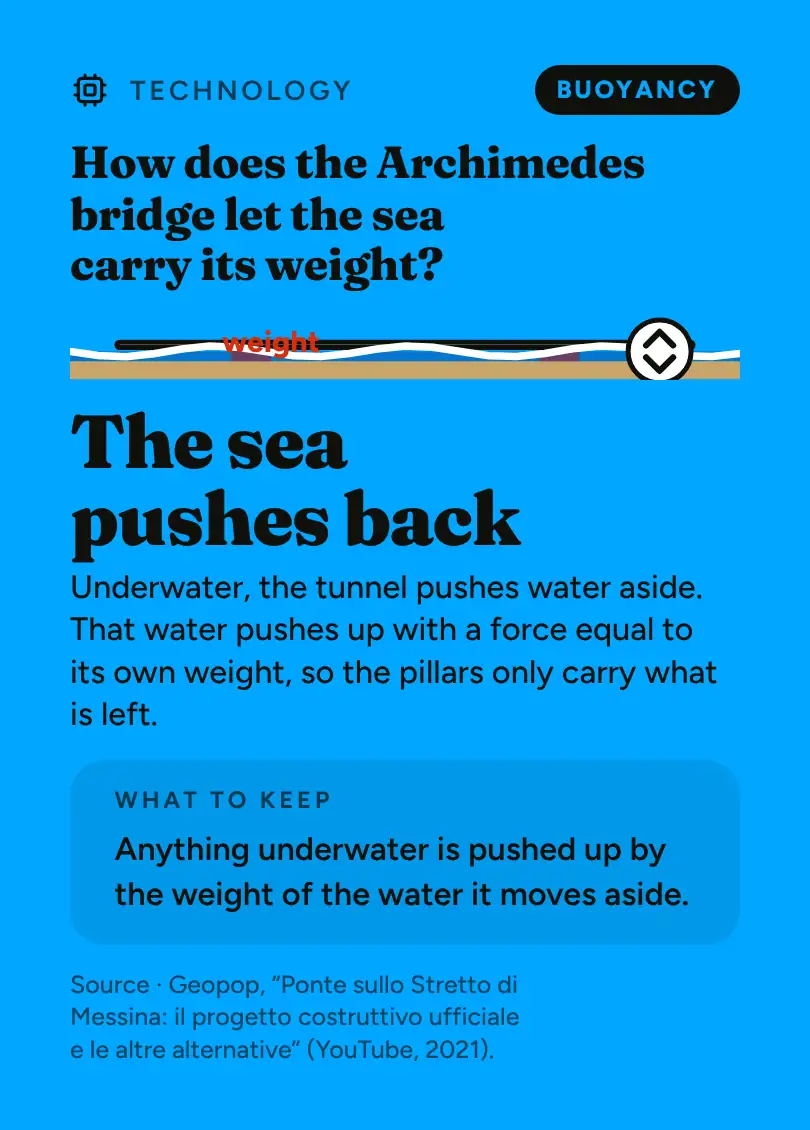 TECHNOLOGY
BUOYANCY
How does the Archimedes
bridge let the sea
carry its weight?
weight
The sea
pushes back
Underwater, the tunnel pushes water aside.
That water pushes up with a force equal to
its own weight, so the pillars only carry what
is left.
WHAT TO KEEP
Anything underwater is pushed up by
the weight of the water it moves aside.
Source · Geopop, “Ponte sullo Stretto di
Messina: il progetto costruttivo ufficiale
e le altre alternative” (YouTube, 2021).